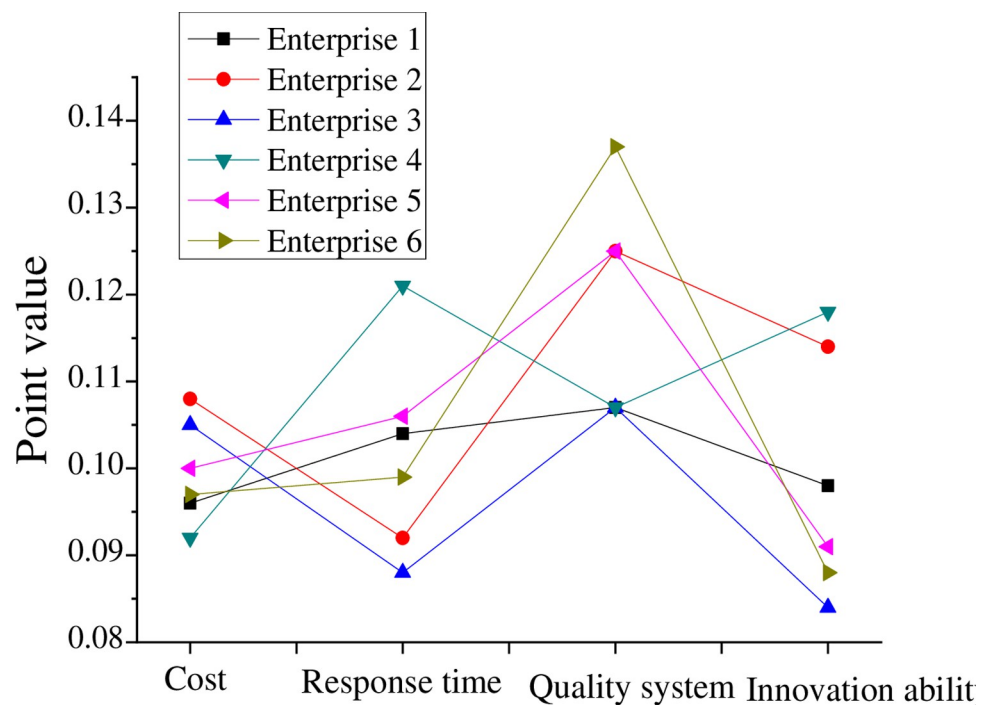 Enterprise 1
Enterprise 2
Enterprise 3
Enterprise 4
Enterprise 5
Enterprise 6
Point value
0.14
0.13
0.12
0.11
0.10
0.09
0.08
Cost
Response time
Quality system
Innovation abilit